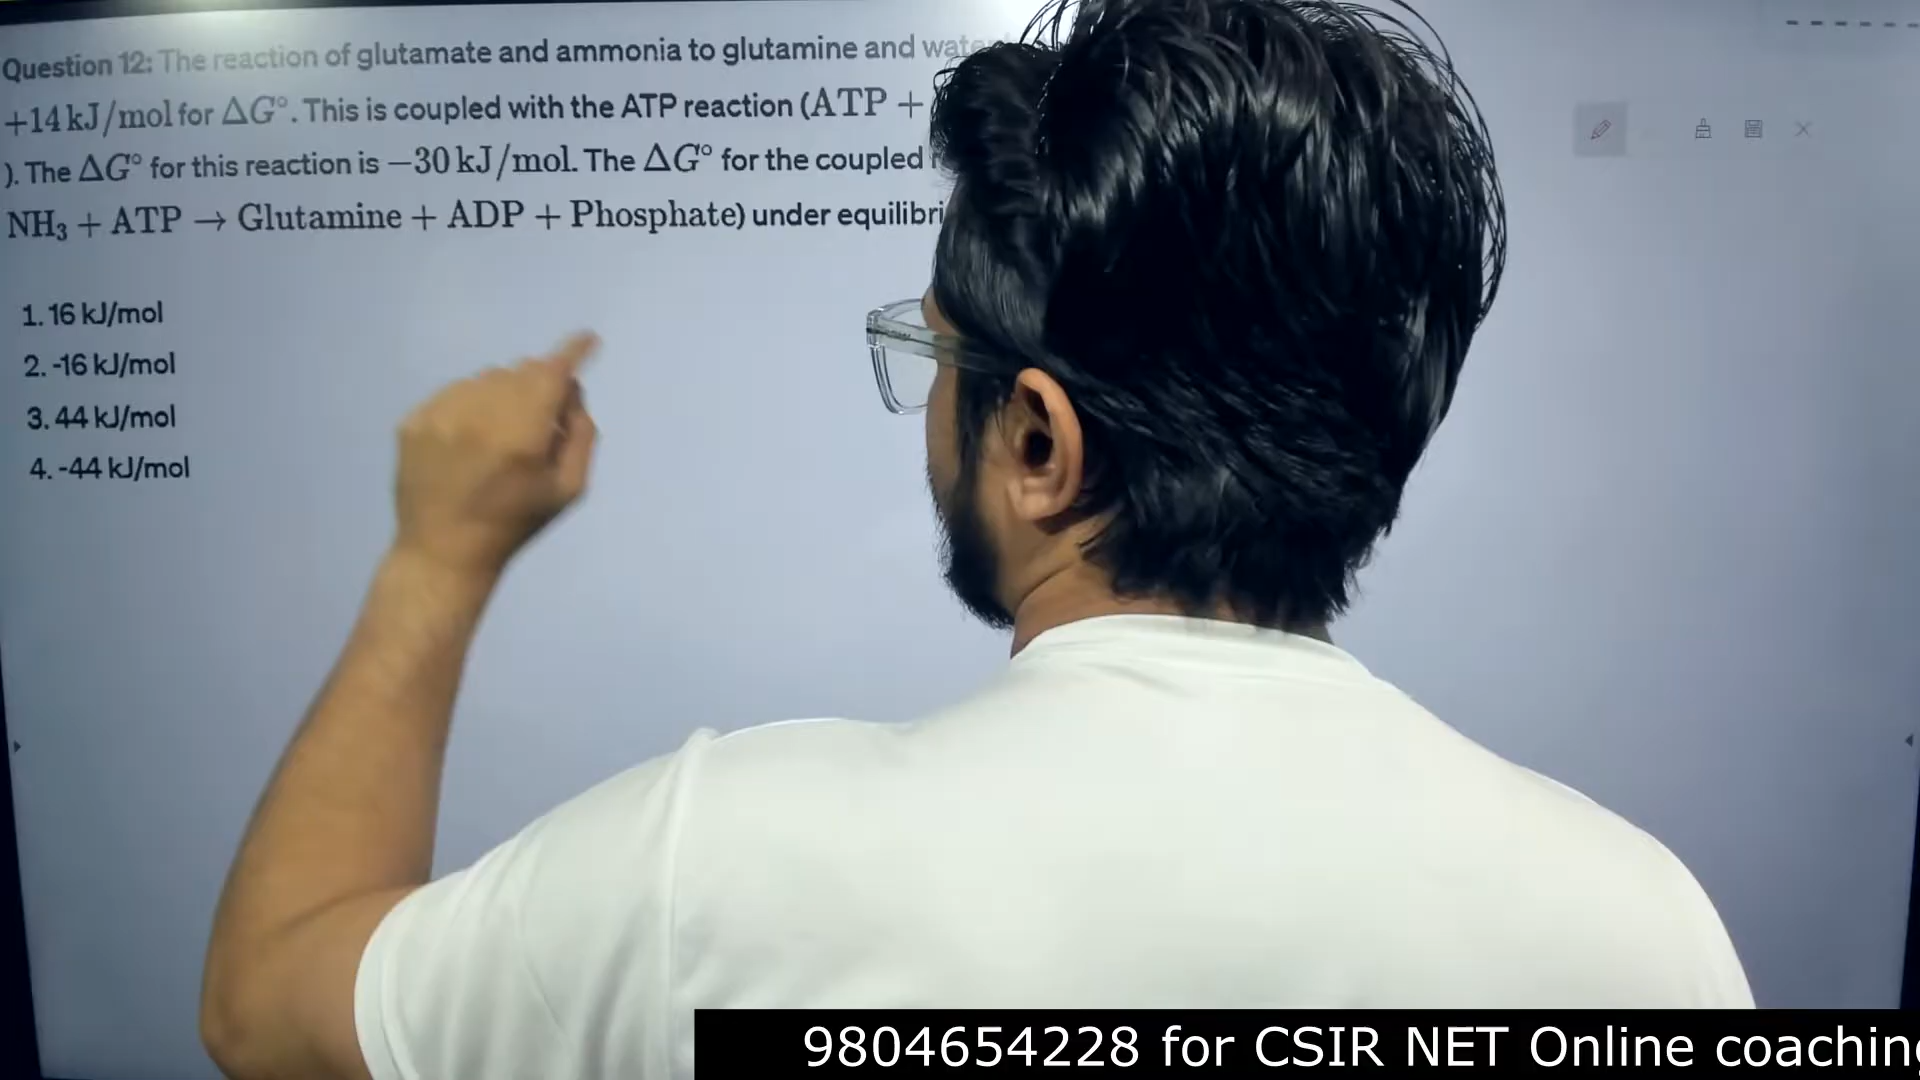 Question 12: The reaction of glutamate and ammonia to glutamine and
+14 kJ/mol for ΔG°. This is coupled with the ATP reaction (ATP +
). The ΔG° for this reaction is −30 kJ/mol. The ΔG° for the coupled
NH₃ + ATP → Glutamine + ADP + Phosphate) under
1. 16 kJ/mol
2. -16 kJ/mol
3. 44 kJ/mol
4. -44 kJ/mol
9804654228 for CSIR NET Online coaching